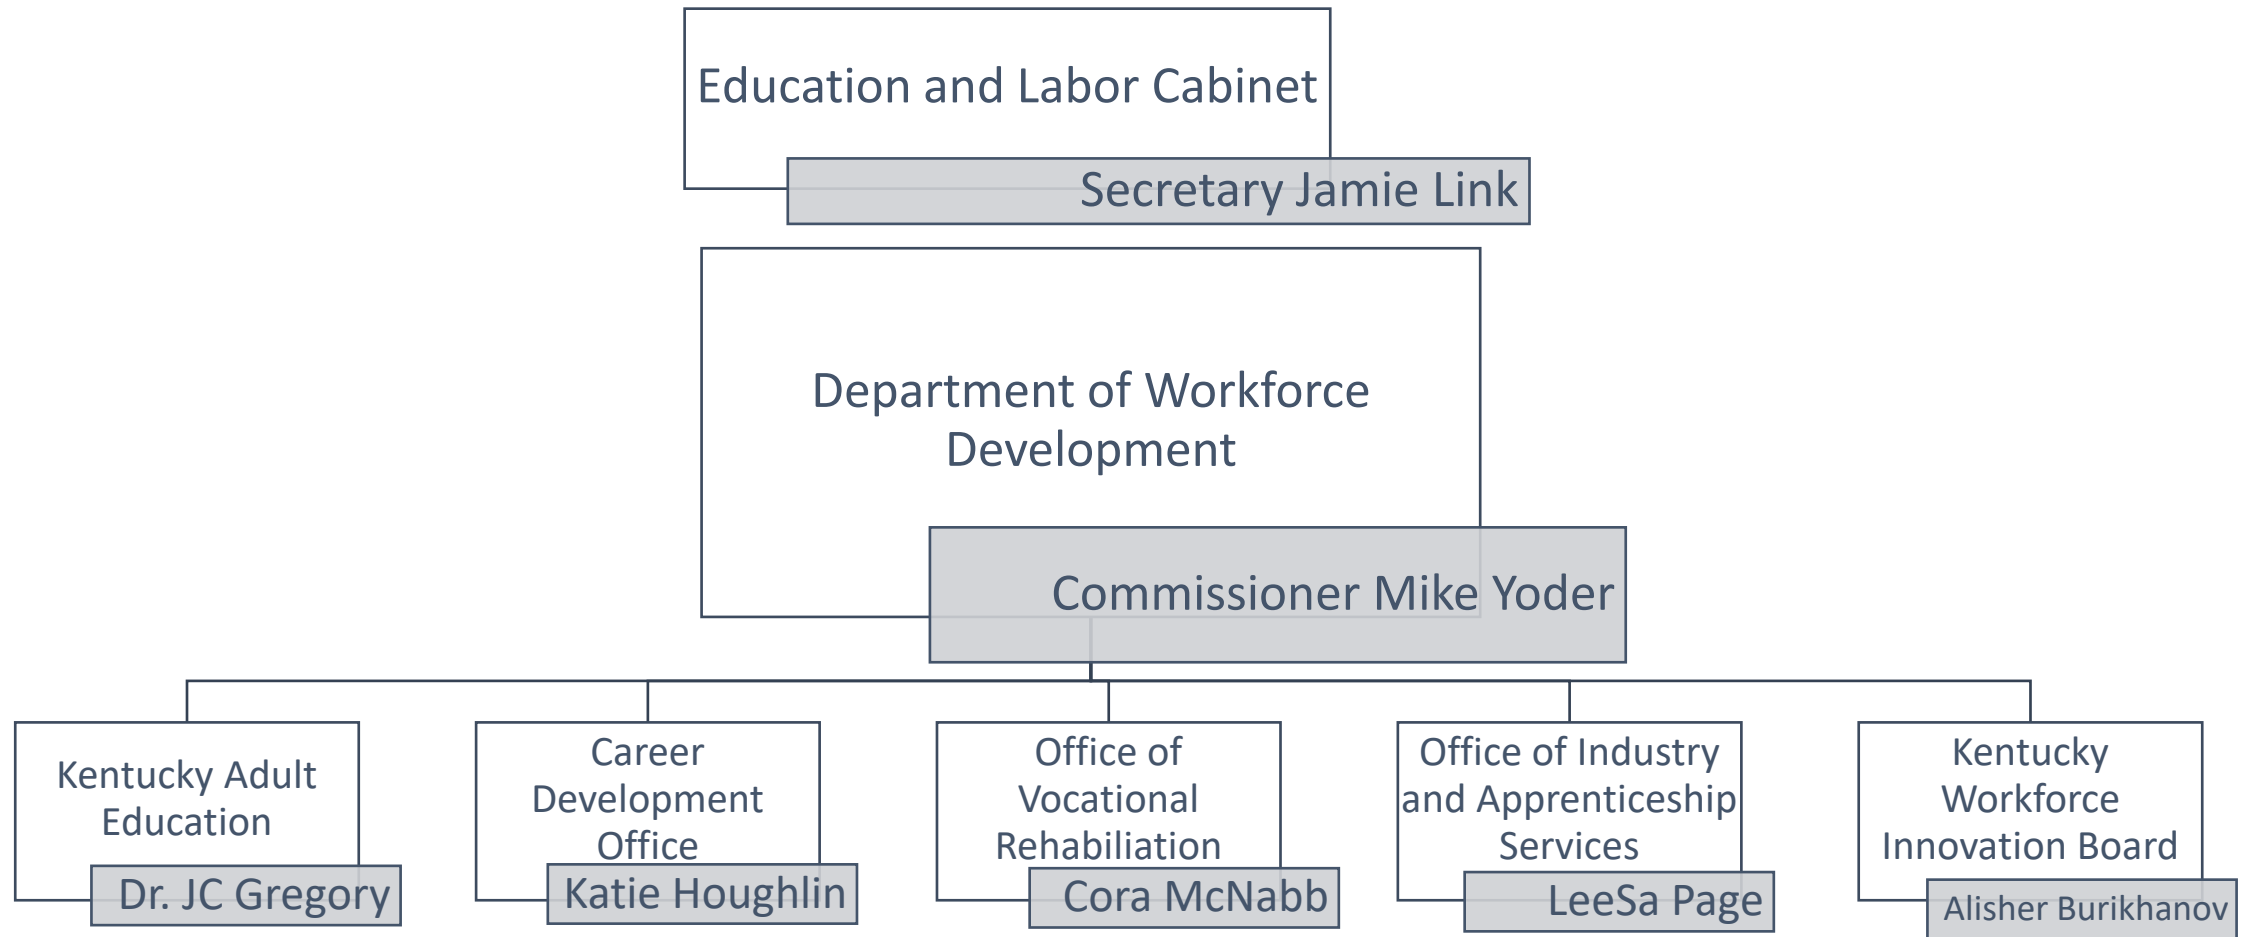 Education and Labor Cabinet
Secretary Jamie Link
Department of Workforce
Development
Commissioner Mike Yoder
Kentucky Adult
Education
Dr. JC Gregory
Career
Development
Office
Katie Houghlin
Office of
Vocational
Rehabiliation
Cora McNabb
Office of Industry
and Apprenticeship
Services
LeeSa Page
Kentucky
Workforce
Innovation Board
Alisher Burikhanov